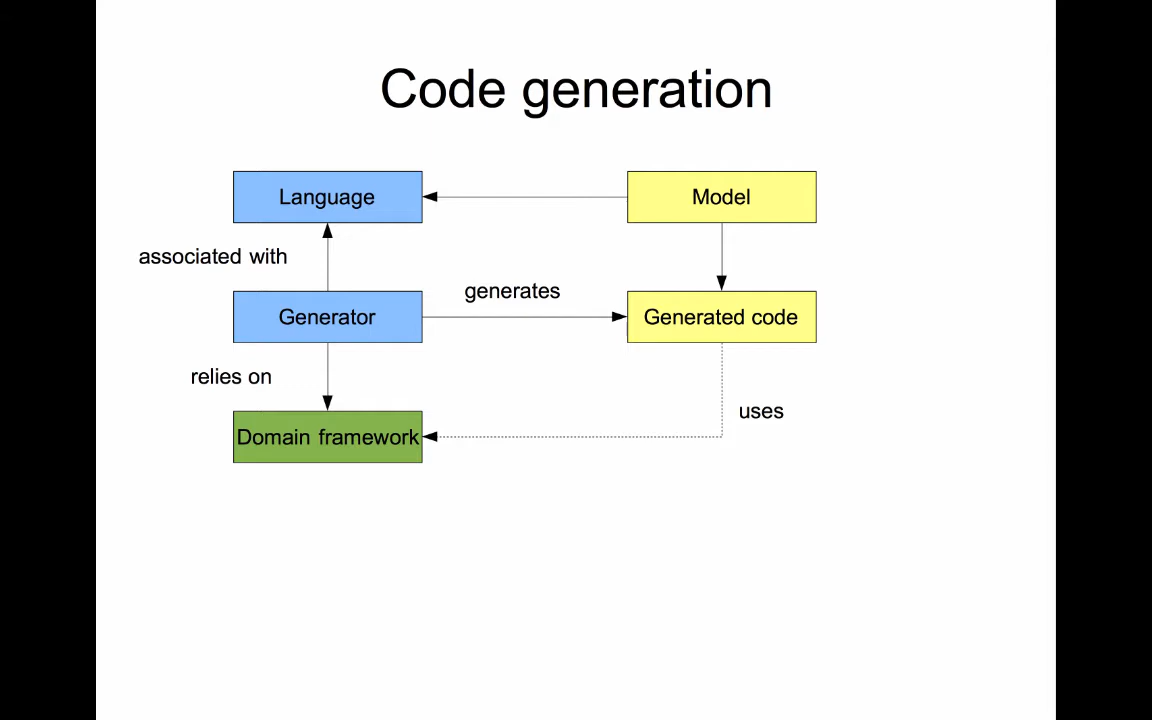 Code generation
Language
Model
associated with
generates
Generator
Generated code
relies on
uses
Domain framework